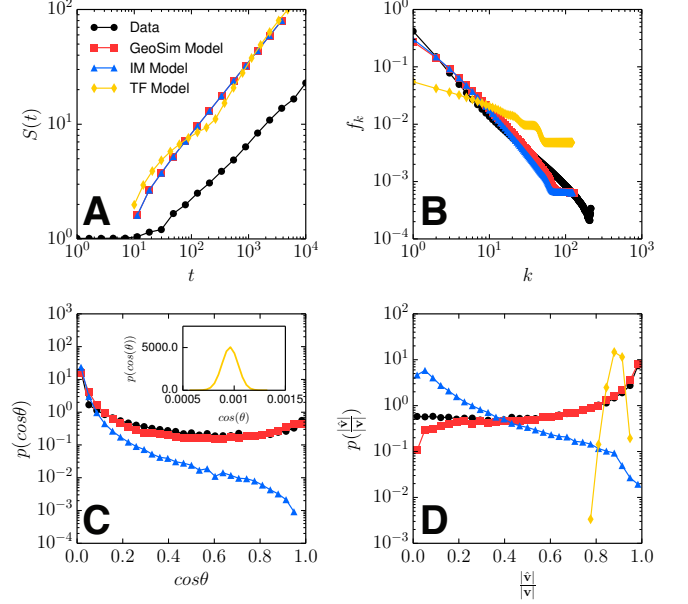 Data
GeoSim Model
IM Model
TF Model
A
S(t)
10^0 10^1 10^2
10^0 10^1 10^2 10^3 10^4
t
B
f_k
10^-4 10^-3 10^-2 10^-1 10^0
10^0 10^1 10^2 10^3
k
C
p(cosθ)
10^-4 10^-3 10^-2 10^-1 10^0 10^1 10^2 10^3
0.0 0.2 0.4 0.6 0.8 1.0
cosθ
p(cos(θ))
5000.0
0.0
0.0005 0.001 0.0015
cos(θ)
D
p(|v̂|/|v|)
10^-3 10^-2 10^-1 10^0 10^1 10^2
0.0 0.2 0.4 0.6 0.8 1.0
|v̂|/|v|